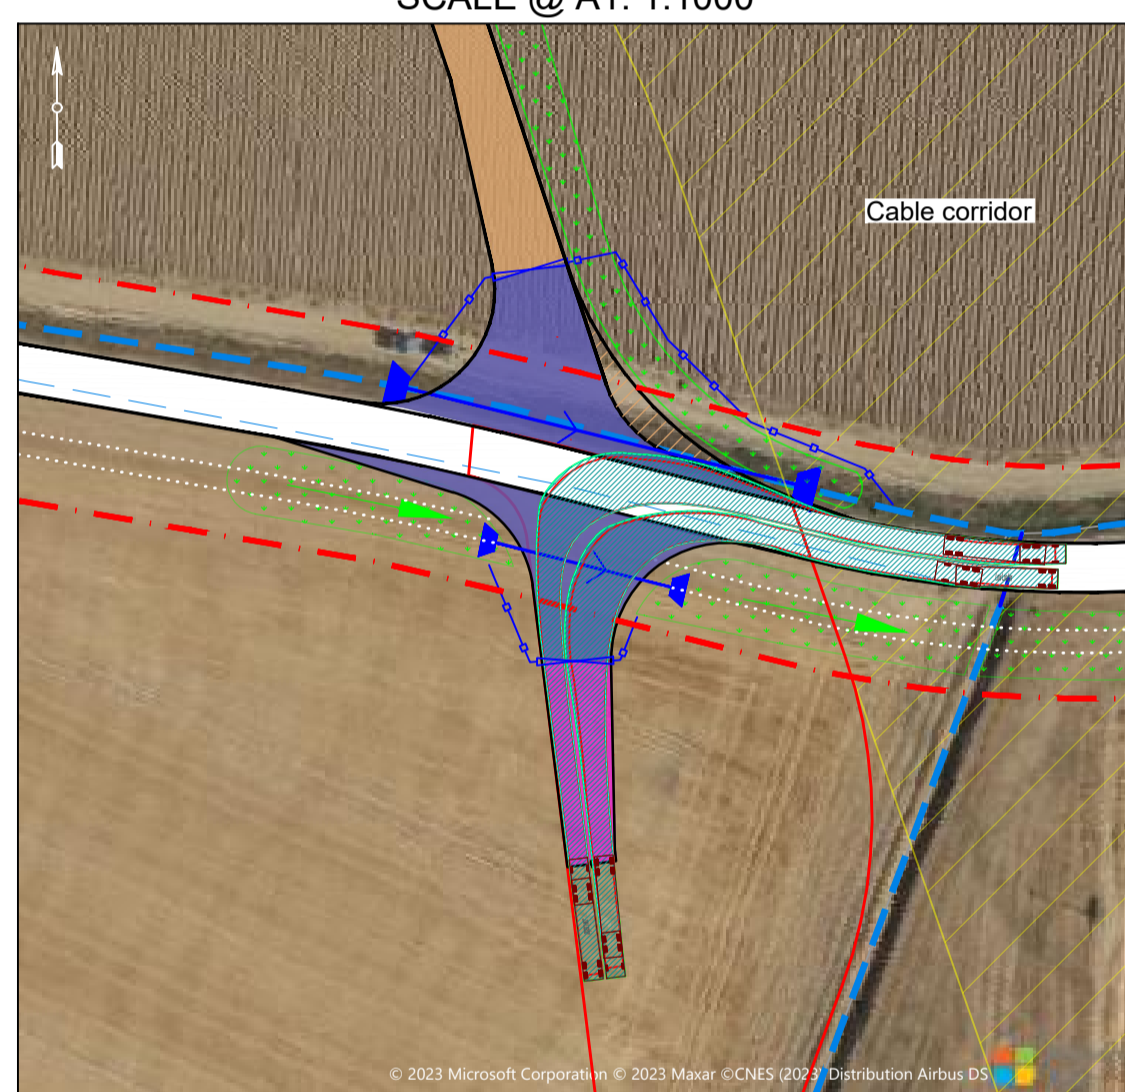 SCALE @ A1: 1:1000
Cable corridor
© 2023 Microsoft Corporation © 2023 Maxar ©CNES (2023) Distribution Airbus DS